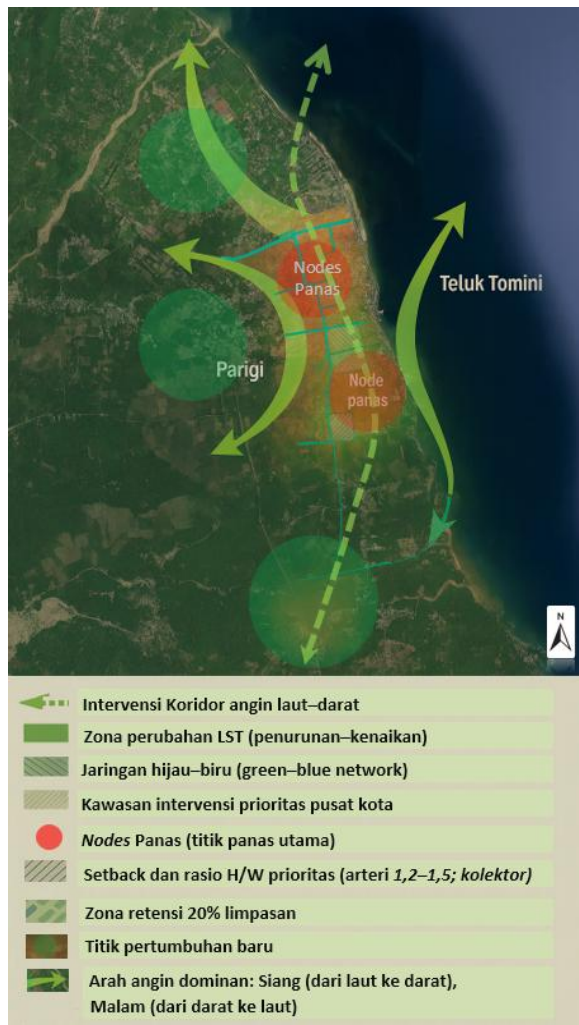 Nodes
Panas
Teluk Tomini
Parigi
Node
panas
N
Intervensi Koridor angin laut–darat
Zona perubahan LST (penurunan–kenaikan)
Jaringan hijau–biru (green–blue network)
Kawasan intervensi prioritas pusat kota
Nodes Panas (titik panas utama)
Setback dan rasio H/W prioritas (arteri 1,2–1,5; kolektor)
Zona retensi 20% limpasan
Titik pertumbuhan baru
Arah angin dominan: Siang (dari laut ke darat),
Malam (dari darat ke laut)